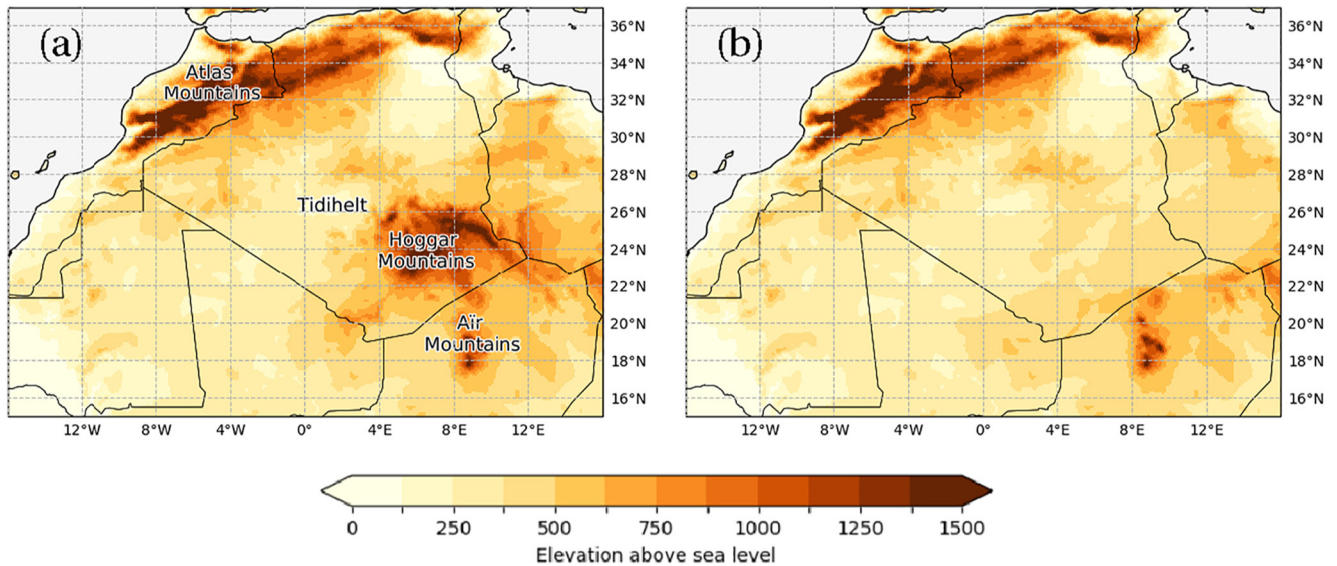 (a)
Atlas
Mountains
Tidihelt
Hoggar
Mountains
Aïr
Mountains
36°N
34°N
32°N
30°N
28°N
26°N
24°N
22°N
20°N
18°N
16°N
12°W 8°W 4°W 0° 4°E 8°E 12°E
(b)
36°N
34°N
32°N
30°N
28°N
26°N
24°N
22°N
20°N
18°N
16°N
12°W 8°W 4°W 0° 4°E 8°E 12°E
0 250 500 750 1000 1250 1500
Elevation above sea level